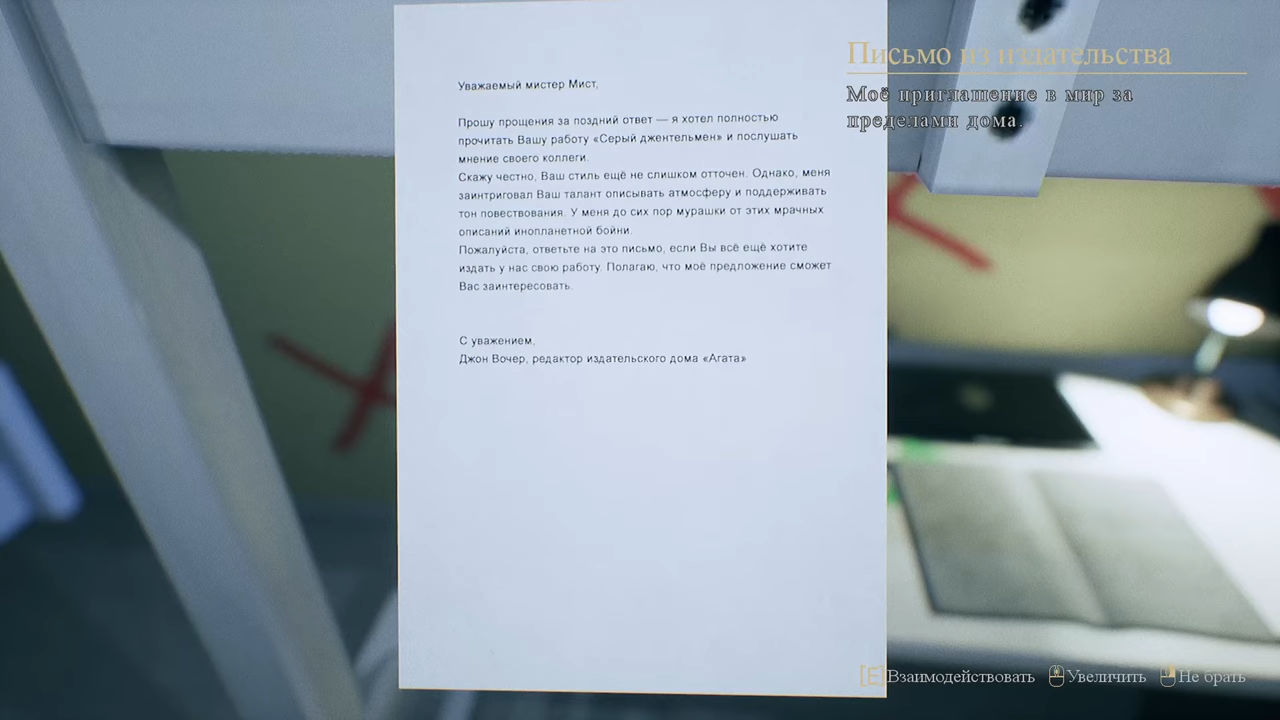 Письмо из издательства
Моё приглашение в мир за
пределами дома.
Уважаемый мистер Мист,
Прошу прощения за поздний ответ — я хотел полностью
прочитать Вашу работу «Серый джентельмен» и послушать
мнение своего коллеги.
Скажу честно, Ваш стиль ещё не слишком отточен. Однако, меня
заинтриговал Ваш талант описывать атмосферу и поддерживать
тон повествования. У меня до сих пор мурашки от этих мрачных
описаний инопланетной бойни.
Пожалуйста, ответьте на это письмо, если Вы всё ещё хотите
издать у нас свою работу. Полагаю, что моё предложение сможет
Вас заинтересовать.
С уважением,
Джон Вочер, редактор издательского дома «Агата»
[E] Взаимодействовать Увеличить Не брать